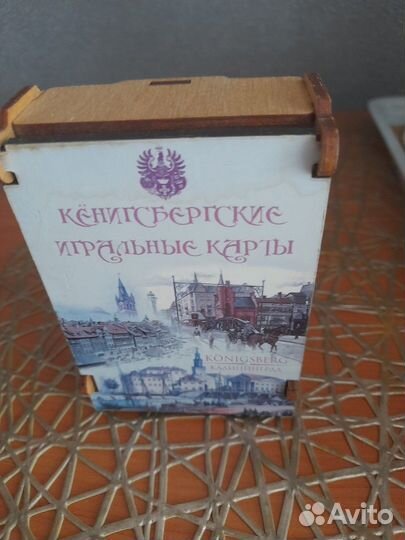 КЁНИГСБЕРГСКИЕ
ИГРАЛЬНЫЕ КАРТЫ
KÖNIGSBERG
КАЛИНИНГРАД
Avito